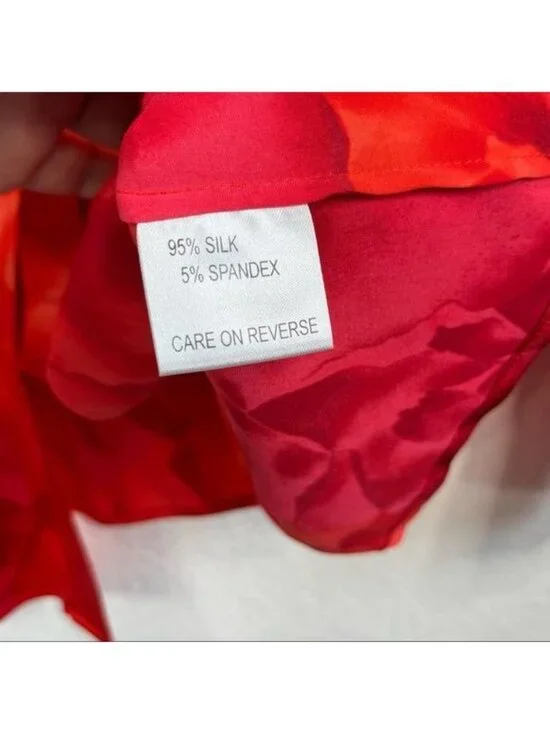 95% SILK
5% SPANDEX
CARE ON REVERSE